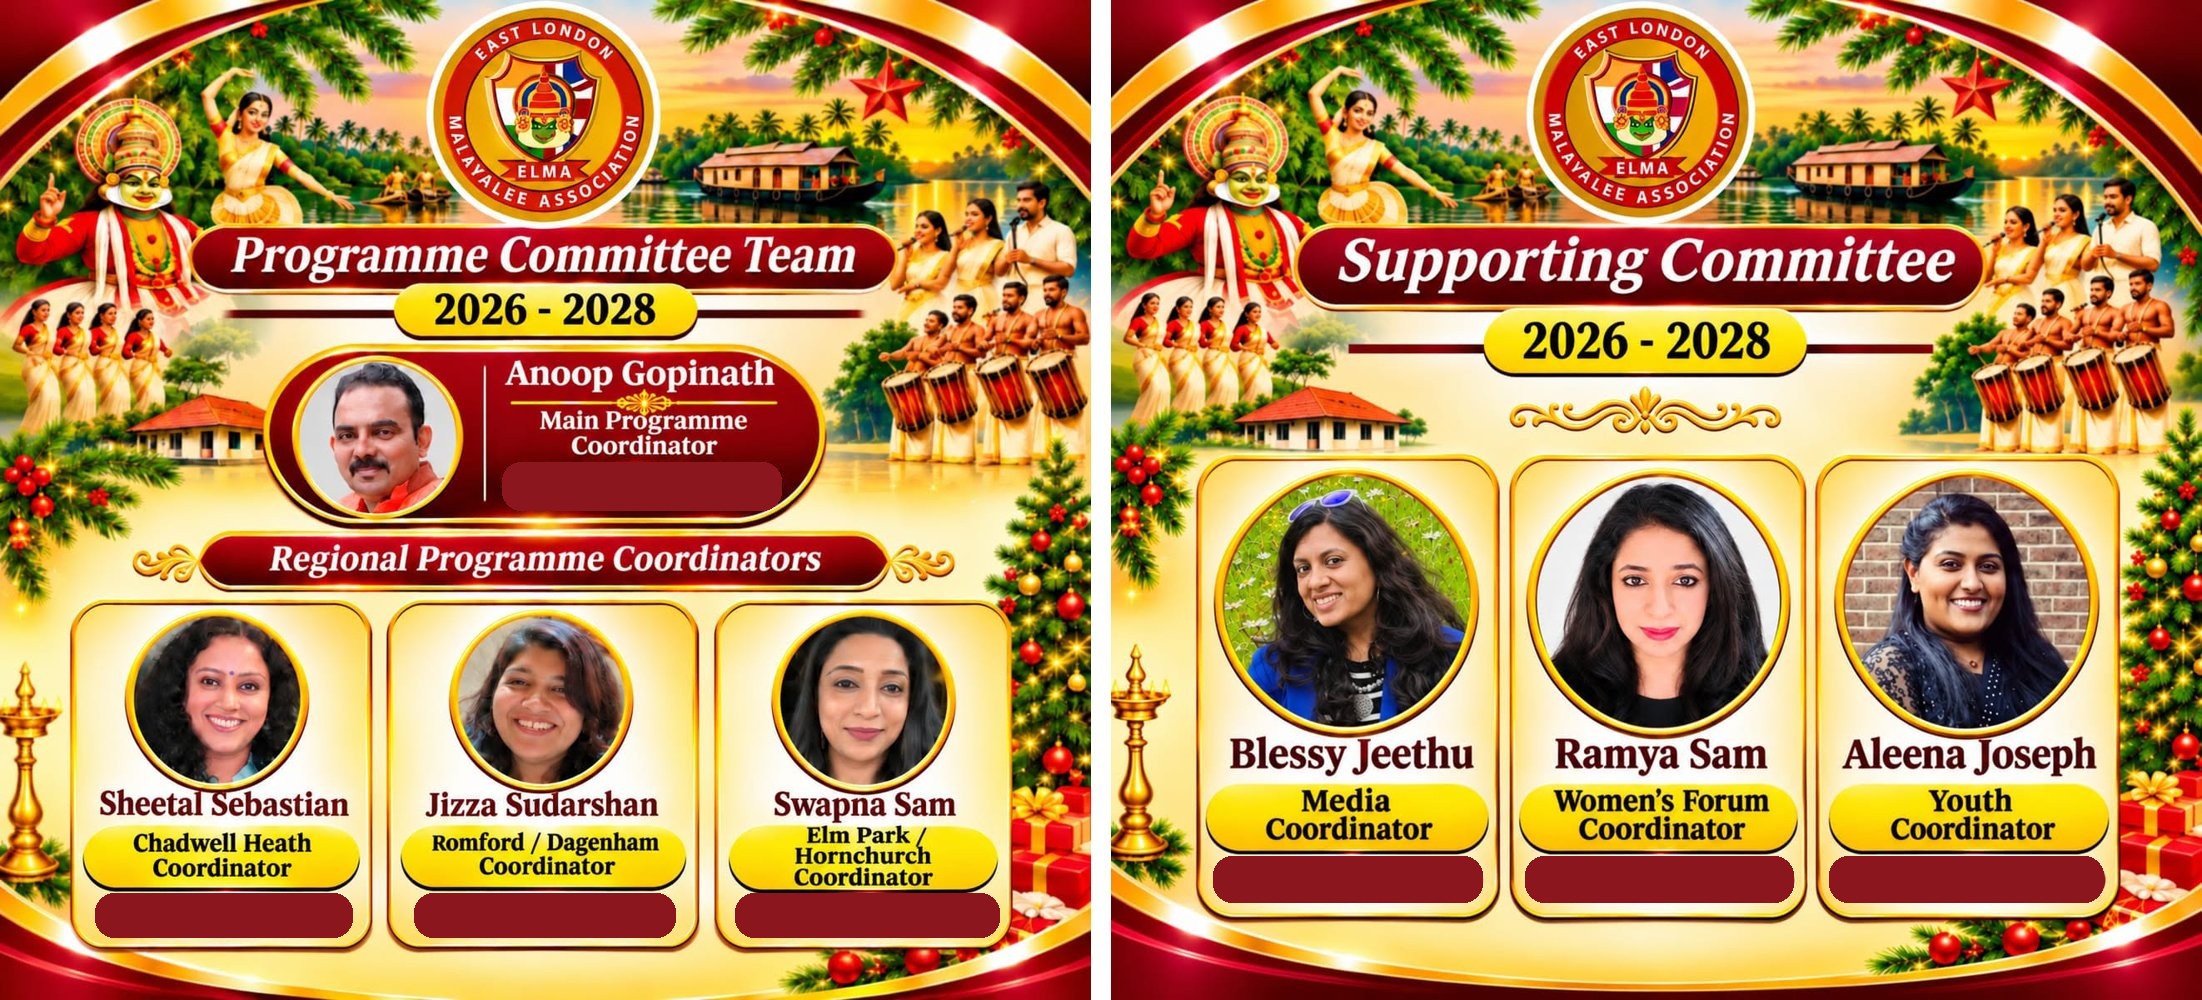 EAST LONDON
MALAYALEE ASSOCIATION
ELMA
Programme Committee Team
2026 - 2028
Anoop Gopinath
Main Programme
Coordinator
Regional Programme Coordinators
Sheetal Sebastian
Chadwell Heath
Coordinator
Jizza Sudarshan
Romford / Dagenham
Coordinator
Swapna Sam
Elm Park /
Hornchurch
Coordinator
EAST LONDON
MALAYALEE ASSOCIATION
ELMA
Supporting Committee
2026 - 2028
Blessy Jeethu
Media
Coordinator
Ramya Sam
Women's Forum
Coordinator
Aleena Joseph
Youth
Coordinator